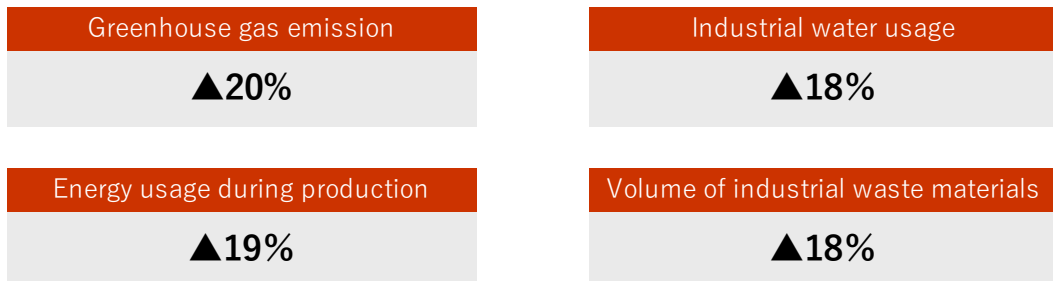 Greenhouse gas emission
▲20%
Industrial water usage
▲18%
Energy usage during production
▲19%
Volume of industrial waste materials
▲18%